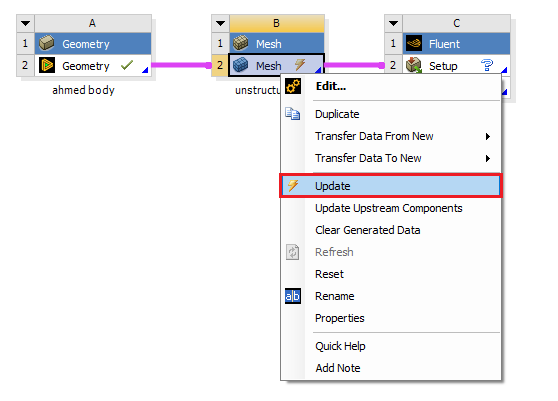 A
1 Geometry
2 Geometry
ahmed body
B
1 Mesh
2 Mesh
C
1 Fluent
2 Setup ?
Edit...
Duplicate
Transfer Data From New
Transfer Data To New
Update
Update Upstream Components
Clear Generated Data
Refresh
Reset
a|b Rename
Properties
Quick Help
Add Note